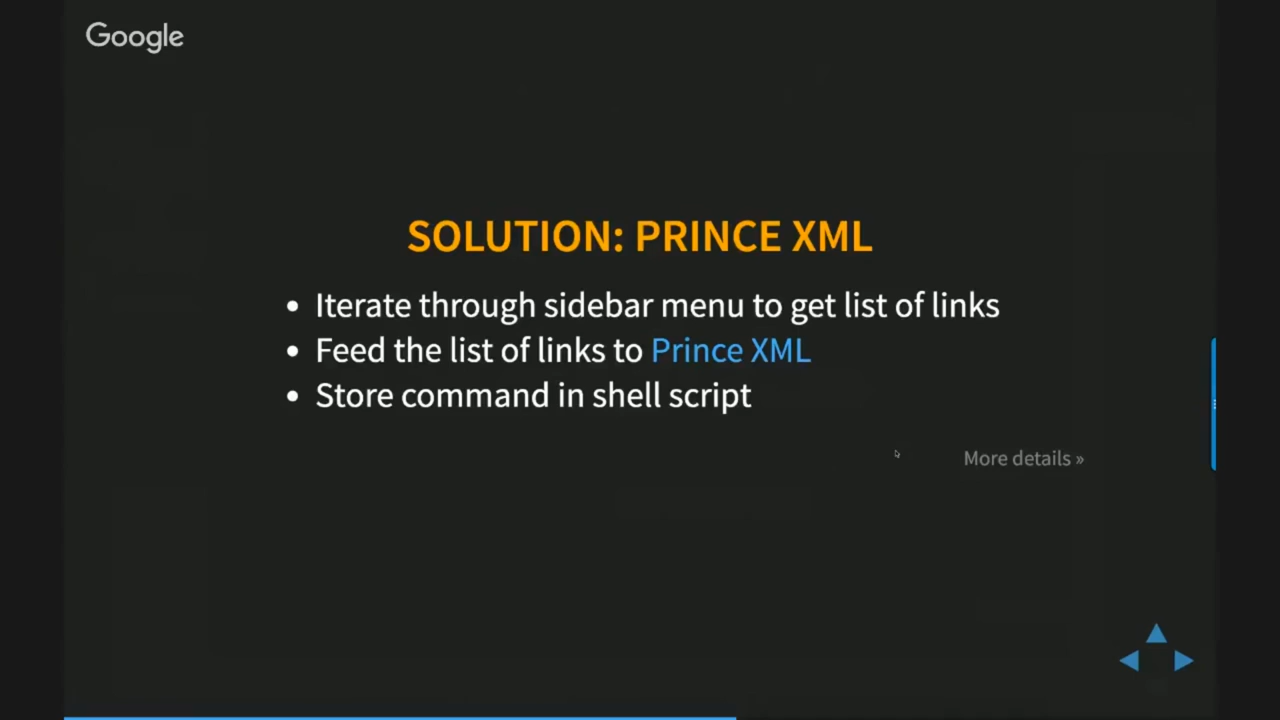 Google
SOLUTION: PRINCE XML
• Iterate through sidebar menu to get list of links
• Feed the list of links to Prince XML
• Store command in shell script
More details »